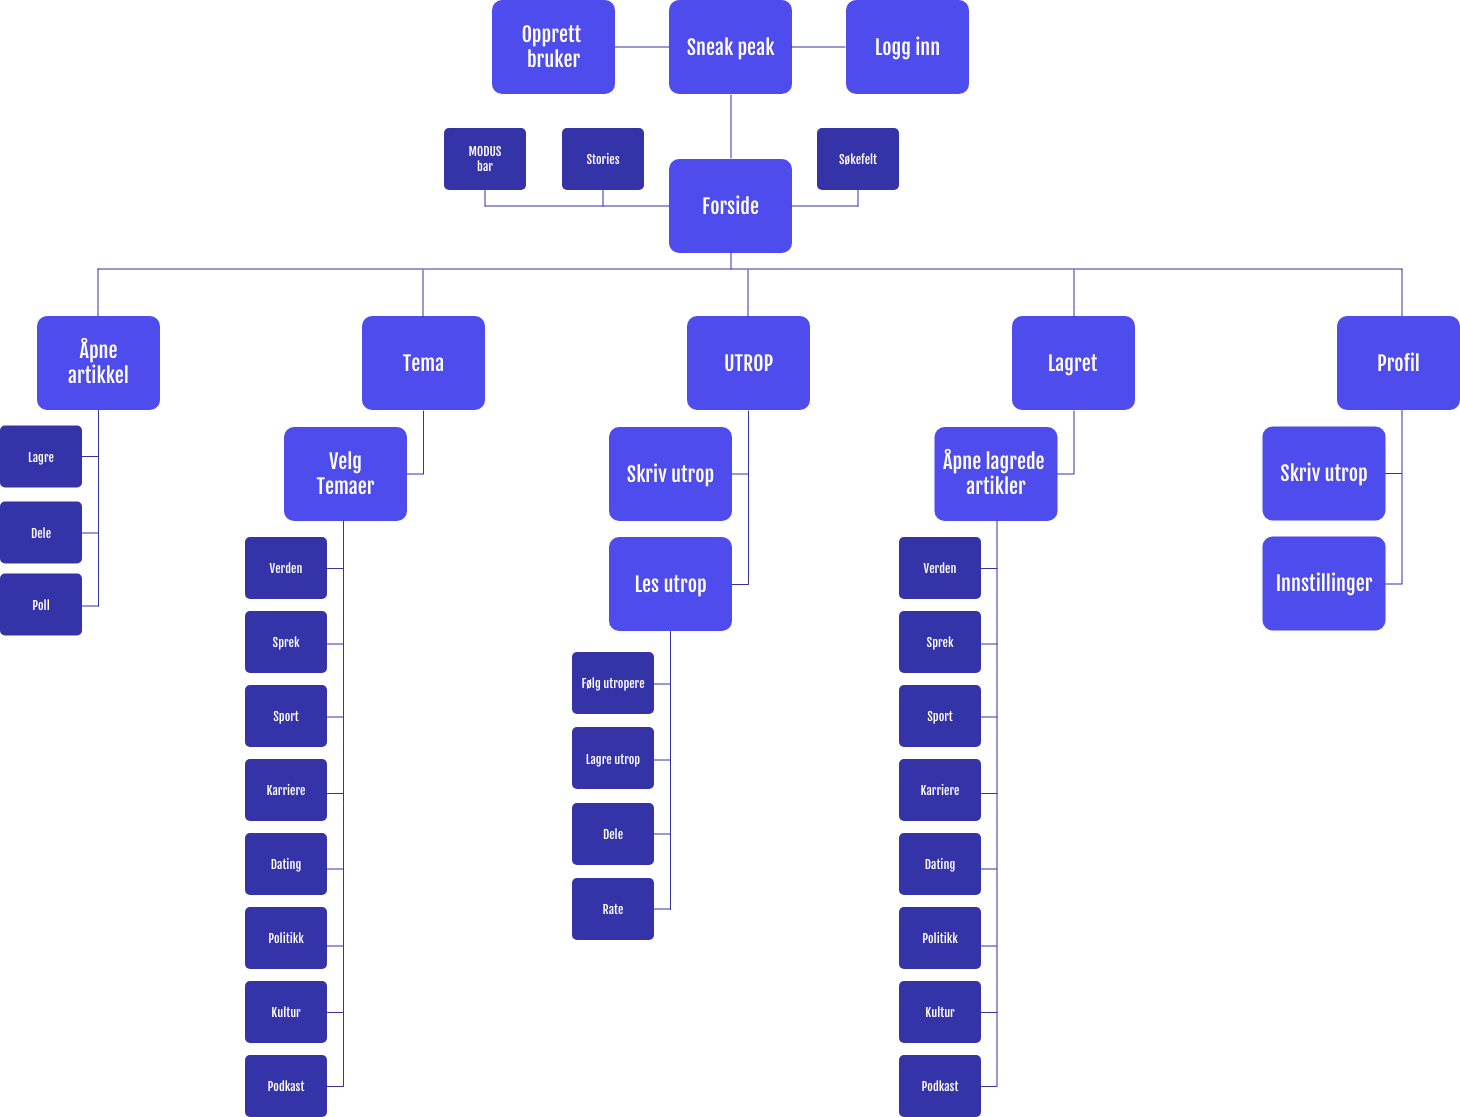 Opprett
bruker
Sneak peak
Logg inn
MODUS
bar
Stories
Søkefelt
Forside
Åpne
artikkel
Tema
UTROP
Lagret
Profil
Lagre
Dele
Poll
Velg
Temaer
Verden
Sprek
Sport
Karriere
Dating
Politikk
Kultur
Podkast
Skriv utrop
Les utrop
Følg utropere
Lagre utrop
Dele
Rate
Åpne lagrede
artikler
Verden
Sprek
Sport
Karriere
Dating
Politikk
Kultur
Podkast
Skriv utrop
Innstillinger